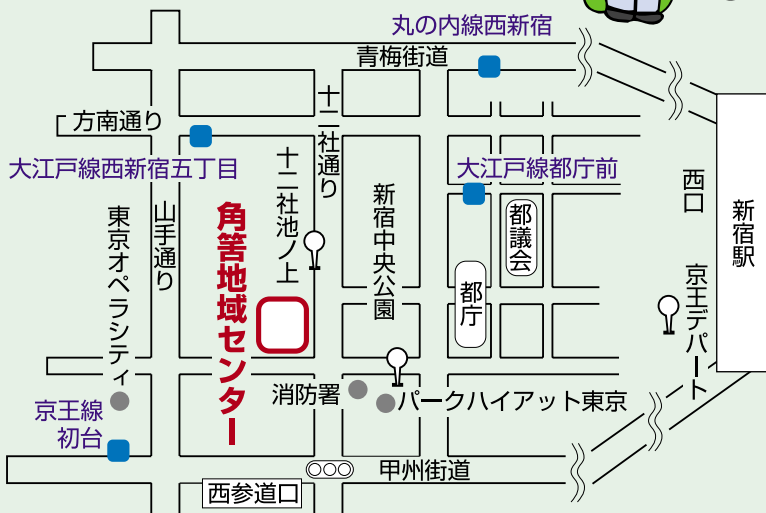 丸の内線西新宿
青梅街道
方南通り
大江戸線西新宿五丁目
十二社通り
十二社池ノ上
大江戸線都庁前
西口
新宿駅
新宿中央公園
都議会
都庁
京王デパート
東京オペラシティ
山手通り
角筈地域センター
消防署
パークハイアット東京
京王線
初台
甲州街道
西参道口